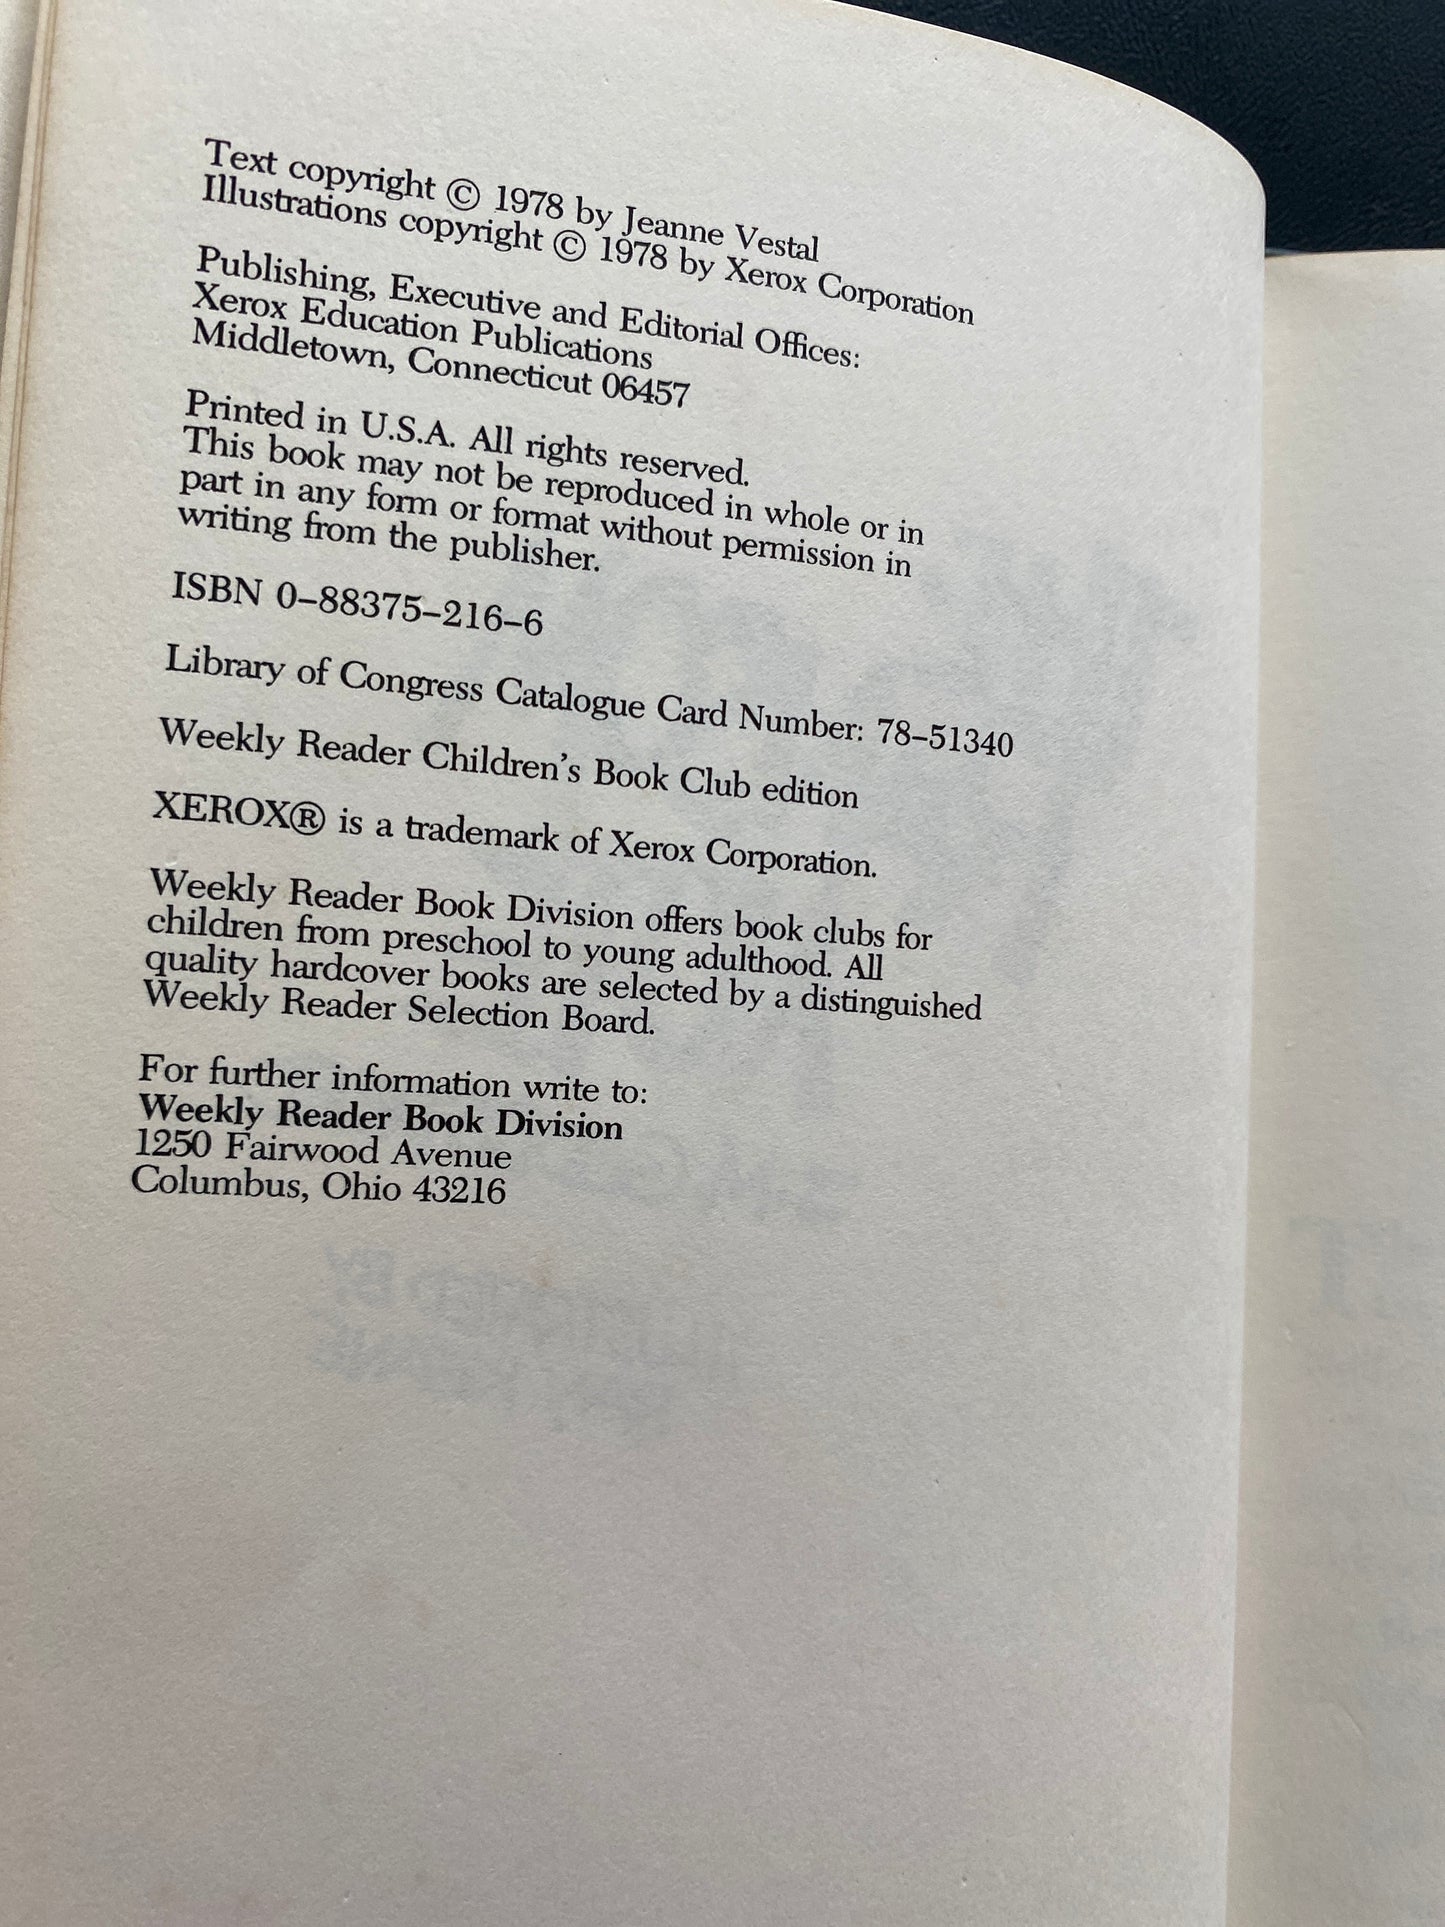 Text copyright © 1978 by Jeanne Vestal
Illustrations copyright © 1978 by Xerox Corporation
Publishing, Executive and Editorial Offices:
Xerox Education Publications
Middletown, Connecticut 06457
Printed in U.S.A. All rights reserved.
This book may not be reproduced in whole or in
part in any form or format without permission in
writing from the publisher.
ISBN 0–88375–216–6
Library of Congress Catalogue Card Number: 78–51340
Weekly Reader Children’s Book Club edition
XEROX® is a trademark of Xerox Corporation.
Weekly Reader Book Division offers book clubs for
children from preschool to young adulthood. All
quality hardcover books are selected by a distinguished
Weekly Reader Selection Board.
For further information write to:
Weekly Reader Book Division
1250 Fairwood Avenue
Columbus, Ohio 43216